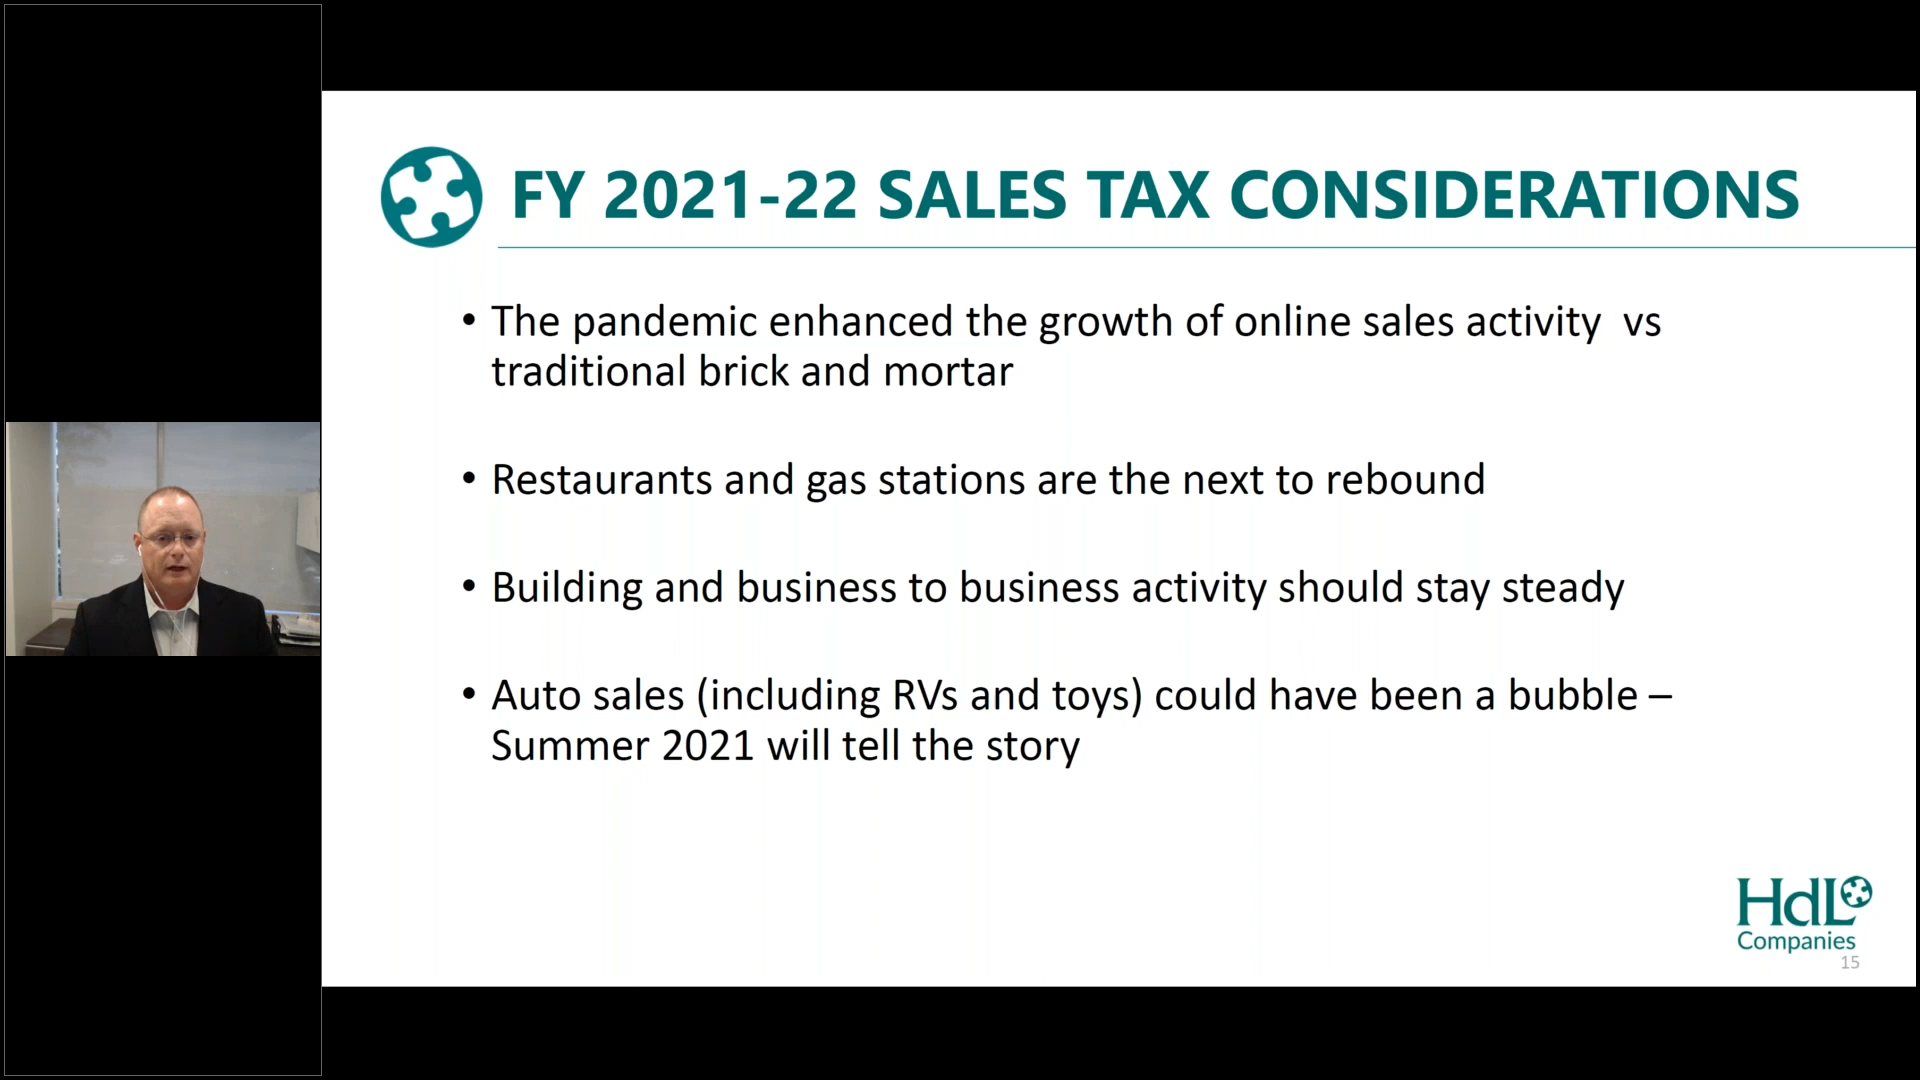 FY 2021-22 SALES TAX CONSIDERATIONS
• The pandemic enhanced the growth of online sales activity  vs
traditional brick and mortar
• Restaurants and gas stations are the next to rebound
• Building and business to business activity should stay steady
• Auto sales (including RVs and toys) could have been a bubble –
Summer 2021 will tell the story
HdL
Companies
15